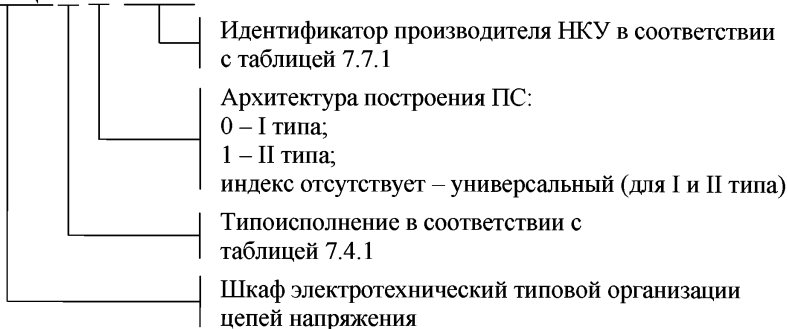 Идентификатор производителя НКУ в соответствии
с таблицей 7.7.1
Архитектура построения ПС:
0 – I типа;
1 – II типа;
индекс отсутствует – универсальный (для I и II типа)
Типоисполнение в соответствии с
таблицей 7.4.1
Шкаф электротехнический типовой организации
цепей напряжения